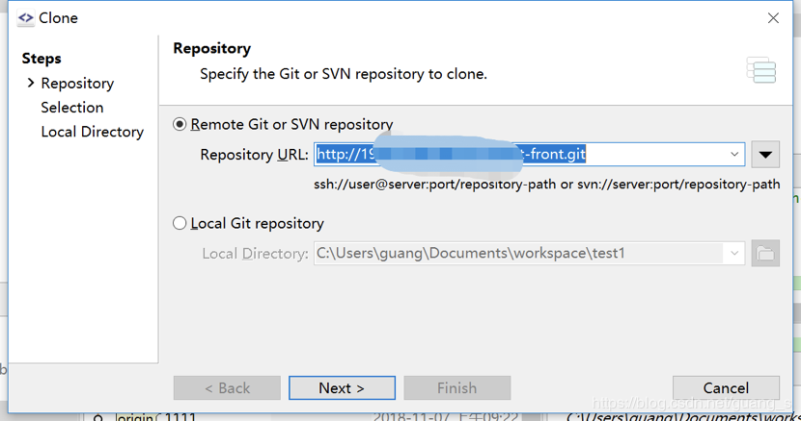 Clone
Repository
Specify the Git or SVN repository to clone.
Steps
Repository
Selection
Local Directory
Remote Git or SVN repository
Repository URL: http://19 t-front.git
ssh://user@server:port/repository-path or svn://server:port/repository-path
Local Git repository
Local Directory: C:\Users\guang\Documents\workspace\test1
< Back Next > Finish Cancel
https://blog.csdn.net/guang_s
origin 1111 2018-11-07 上午09:22 C:\Users\guang\Documents\works